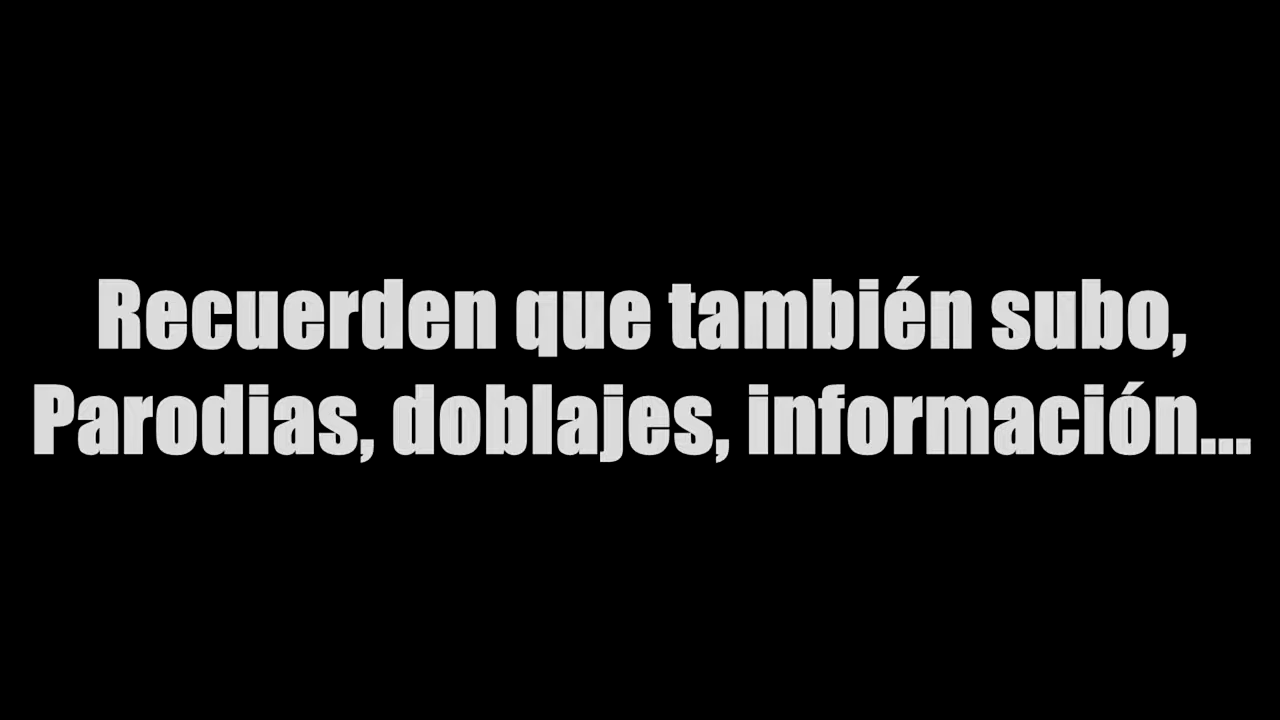 Recuerden que también subo,
Parodias, doblajes, información...